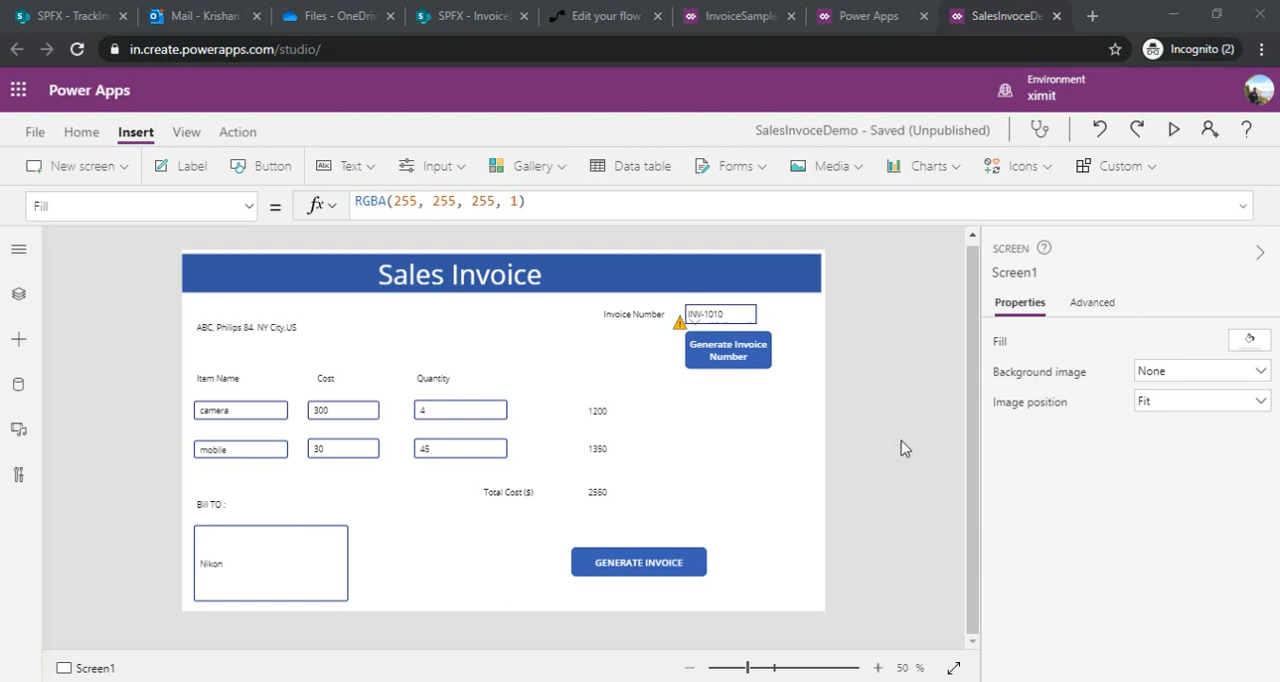 SPFX - TrackIn
Mail - Krishan
Files - OneDri
SPFX - Invoice
Edit your flow
InvoiceSample
Power Apps
SalesInvoceDe
in.create.powerapps.com/studio/
Incognito (2)
Power Apps
Environment
ximit
File
Home
Insert
View
Action
SalesInvoceDemo - Saved (Unpublished)
New screen
Label
Button
Text
Input
Gallery
Data table
Forms
Media
Charts
Icons
Custom
Fill
= fx
RGBA(255, 255, 255, 1)
Sales Invoice
ABC, Philips 84. NY City,US
Invoice Number
INV-1010
Generate Invoice
Number
Item Name
Cost
Quantity
camera
300
4
1200
mobile
30
45
1350
Total Cost ($)
2550
Bill TO :
Nikon
GENERATE INVOICE
SCREEN
Screen1
Properties
Advanced
Fill
Background image
None
Image position
Fit
Screen1
50 %